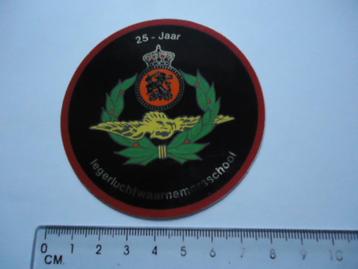 25 - Jaar
legerluchtwaarnemersschool
0 1 2 3 4 5 6 7 8 9 10
CM.